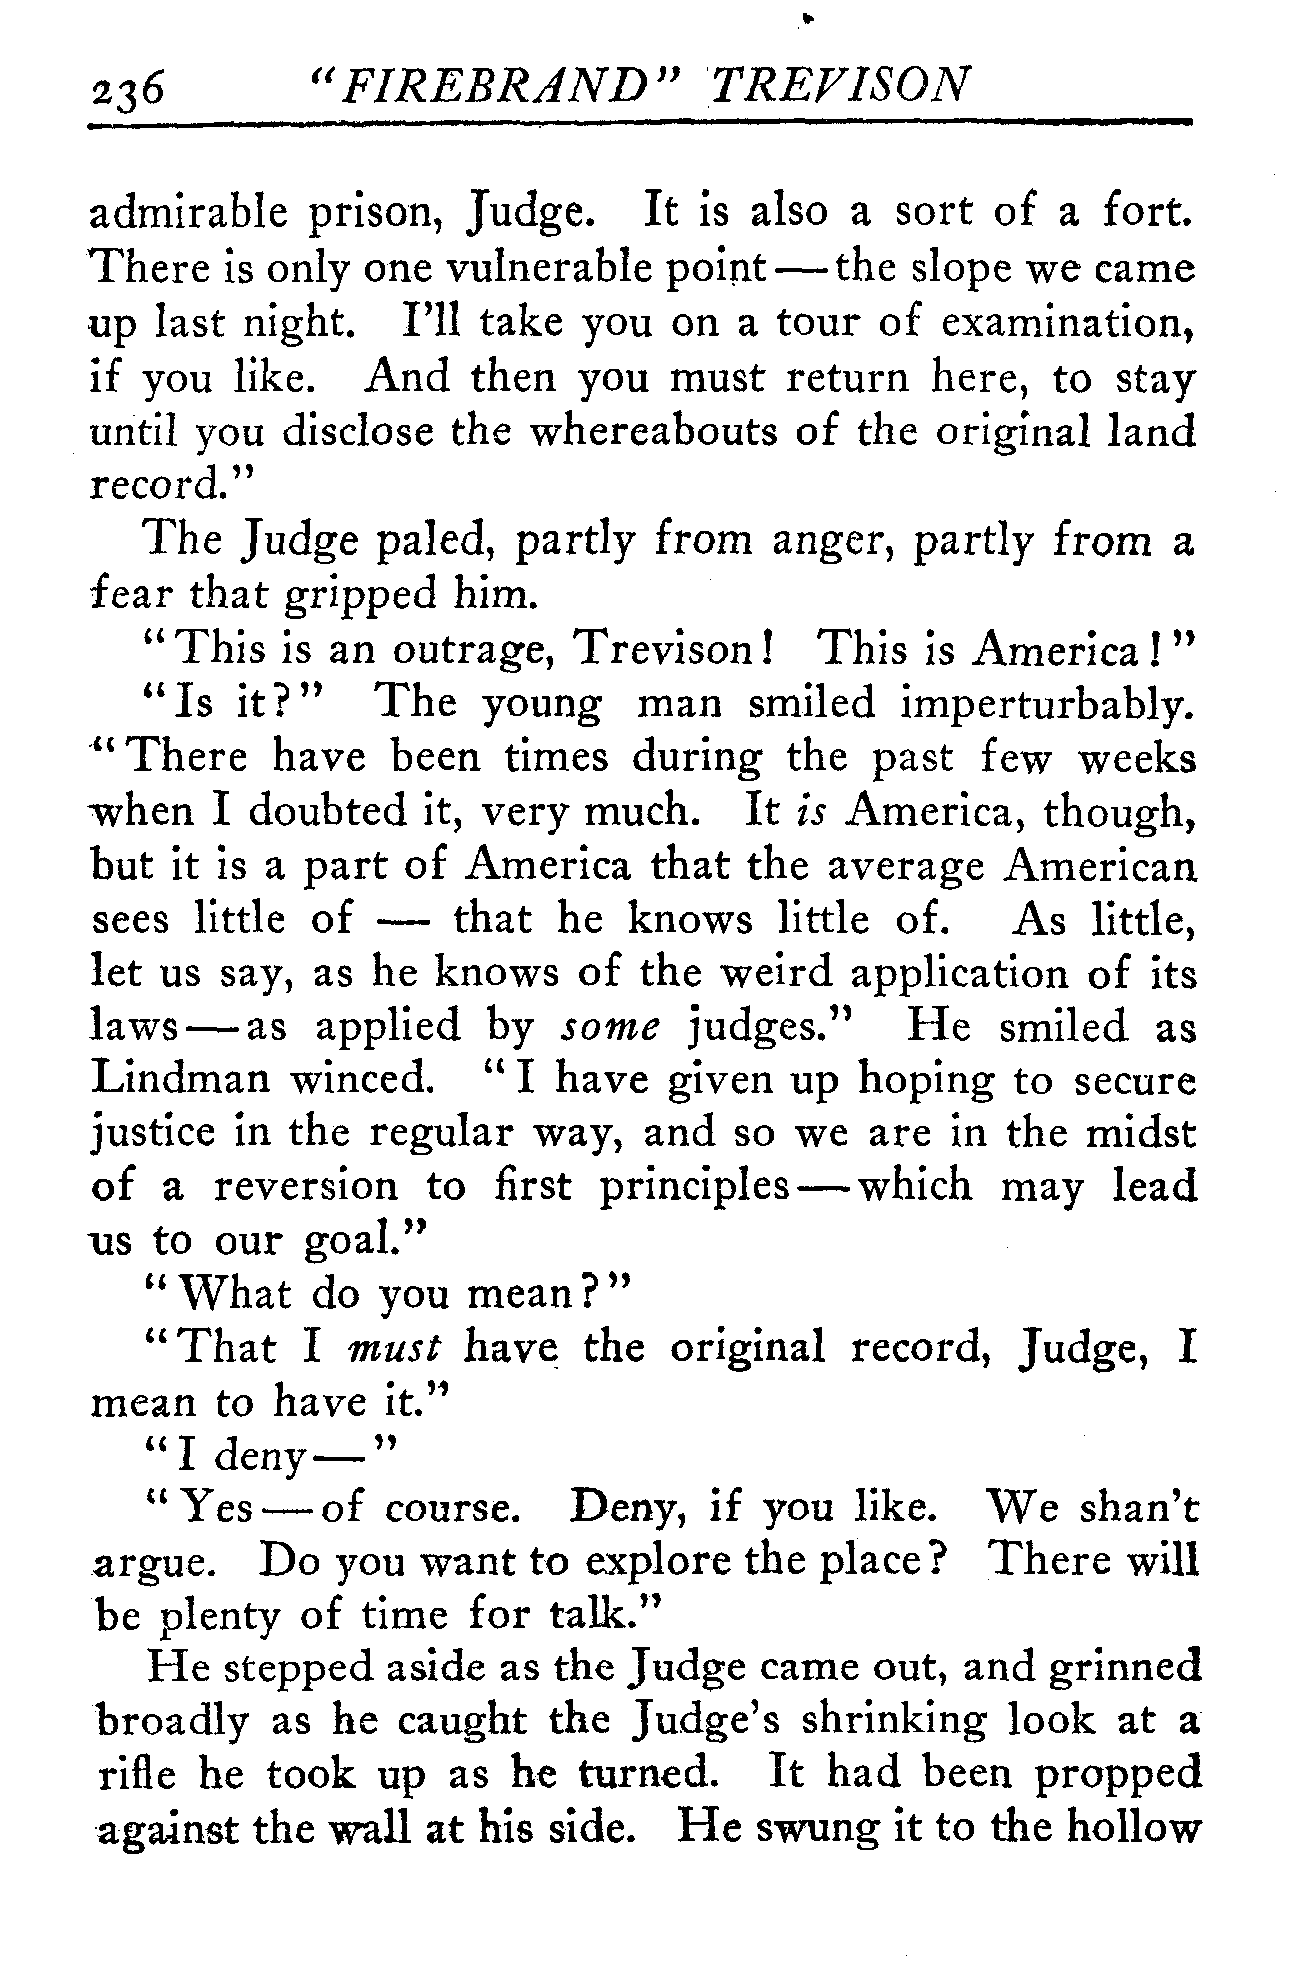 236 "FIREBRAND" TREVISON
admirable prison, Judge. It is also a sort of a fort.
There is only one vulnerable point—the slope we came
up last night. I'll take you on a tour of examination,
if you like. And then you must return here, to stay
until you disclose the whereabouts of the original land
record."
The Judge paled, partly from anger, partly from a
fear that gripped him.
"This is an outrage, Trevison! This is America!"
"Is it?" The young man smiled imperturbably.
"There have been times during the past few weeks
when I doubted it, very much. It is America, though,
but it is a part of America that the average American
sees little of — that he knows little of. As little,
let us say, as he knows of the weird application of its
laws—as applied by some judges." He smiled as
Lindman winced. "I have given up hoping to secure
justice in the regular way, and so we are in the midst
of a reversion to first principles—which may lead
us to our goal."
"What do you mean?"
"That I must have the original record, Judge, I
mean to have it."
"I deny—"
"Yes—of course. Deny, if you like. We shan't
argue. Do you want to explore the place? There will
be plenty of time for talk."
He stepped aside as the Judge came out, and grinned
broadly as he caught the Judge's shrinking look at a
rifle he took up as he turned. It had been propped
against the wall at his side. He swung it to the hollow